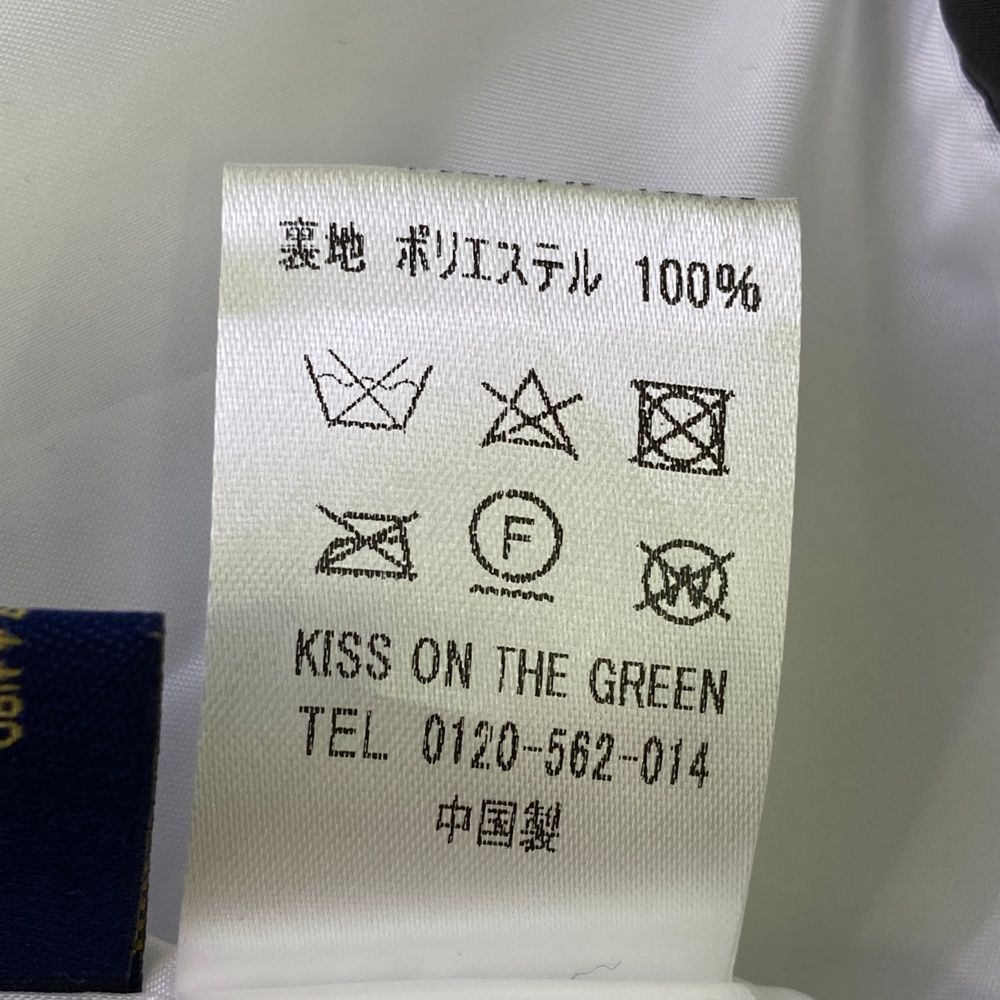 裏地 ポリエステル 100%
F
W
KISS ON THE GREEN
TEL 0120-562-014
中国製